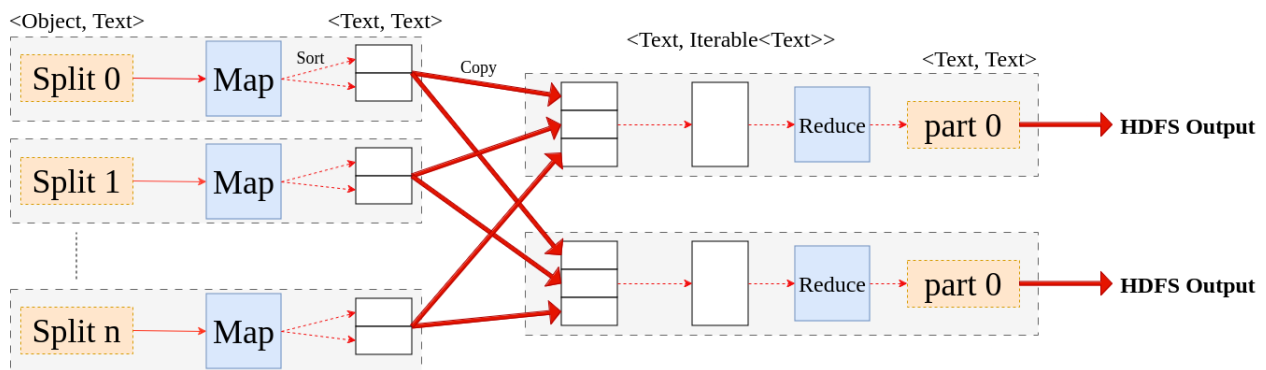 <Object, Text>
<Text, Text>
<Text, Iterable<Text>>
<Text, Text>
Split 0
Map
Sort
Copy
Reduce
part 0
HDFS Output
Split 1
Map
Reduce
part 0
HDFS Output
Split n
Map